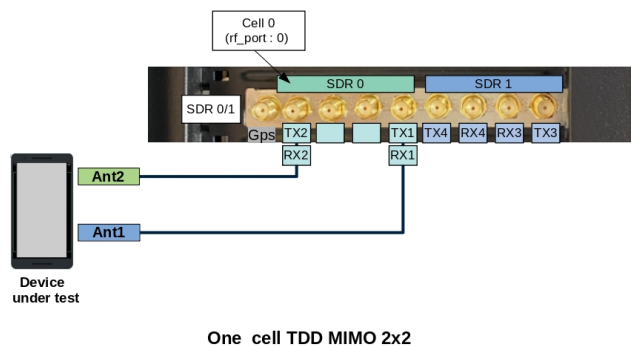 Cell 0
(rf_port : 0)
SDR 0
SDR 1
SDR 0/1
Gps
TX2
TX1
TX4
RX4
RX3
TX3
RX2
RX1
Ant2
Ant1
Device
under test
One cell TDD MIMO 2x2